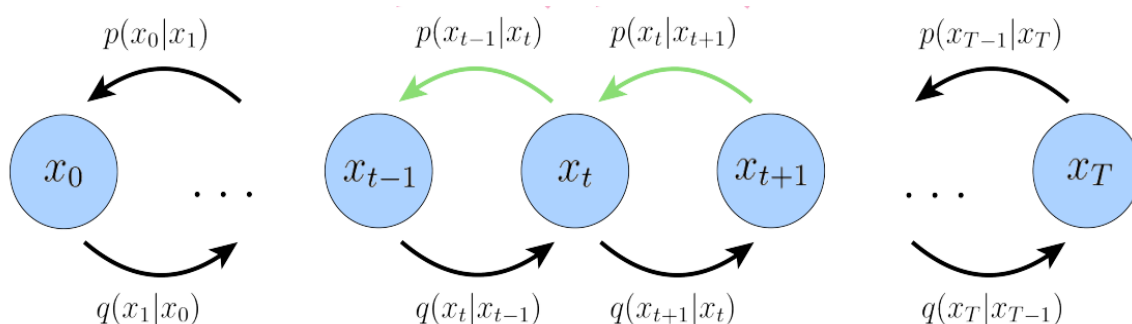 p(x_0|x_1) p(x_{t-1}|x_t) p(x_t|x_{t+1}) p(x_{T-1}|x_T)
x_0 . . . x_{t-1} x_t x_{t+1} . . . x_T
q(x_1|x_0) q(x_t|x_{t-1}) q(x_{t+1}|x_t) q(x_T|x_{T-1})